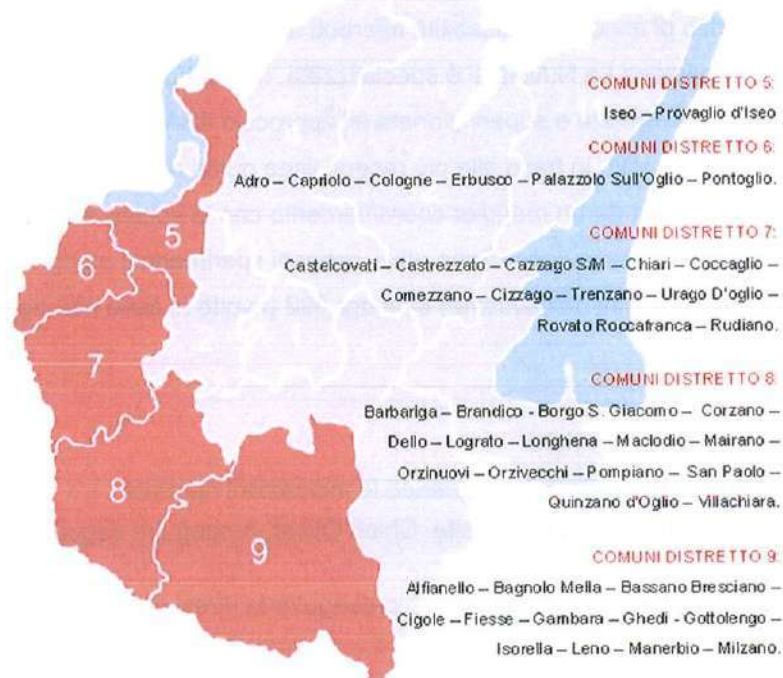 COMUNI DISTRETTO 5:
Iseo – Provaglio d'Iseo
COMUNI DISTRETTO 6:
Adro – Capriolo – Cologne – Erbusco – Palazzolo Sull'Oglio – Pontoglio.
COMUNI DISTRETTO 7:
Castelcovati – Castrezzato – Cazzago S/M – Chiari – Coccaglio –
Comezzano – Cizzago – Trenzano – Urago D'oglio –
Rovato Roccafranca – Rudiano.
COMUNI DISTRETTO 8:
Barbariga – Brandico - Borgo S. Giacomo – Corzano –
Dello – Lograto – Longhena – Maclodio – Mairano –
Orzinuovi – Orzivecchi – Pompiano – San Paolo –
Quinzano d'Oglio – Villachiara.
COMUNI DISTRETTO 9:
Alfianello – Bagnolo Mella – Bassano Bresciano –
Cigole – Fiesse – Gambara – Ghedi - Gottolengo –
Isorella – Leno – Manerbio – Milzano.
5
6
7
8
9